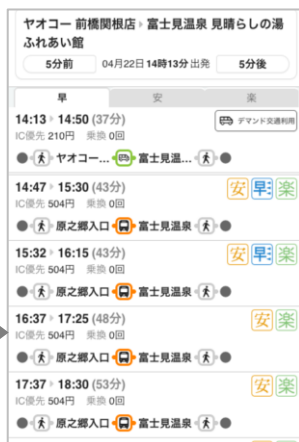 ヤオコー 前橋関根店 ▸ 富士見温泉 見晴らしの湯
ふれあい館
5分前 04月22日 14時13分 出発 5分後
早 安 楽
14:13 ▸ 14:50 (37分)
デマンド交通利用
IC優先 210円 乗換 0回
ヤオコー... 富士見温...
14:47 ▸ 15:30 (43分)
安 早 楽
IC優先 504円 乗換 0回
原之郷入口 富士見温泉
15:32 ▸ 16:15 (43分)
安 早 楽
IC優先 504円 乗換 0回
原之郷入口 富士見温泉
16:37 ▸ 17:25 (48分)
安 楽
IC優先 504円 乗換 0回
原之郷入口 富士見温泉
17:37 ▸ 18:30 (53分)
安 楽
IC優先 504円 乗換 0回
原之郷入口 富士見温泉